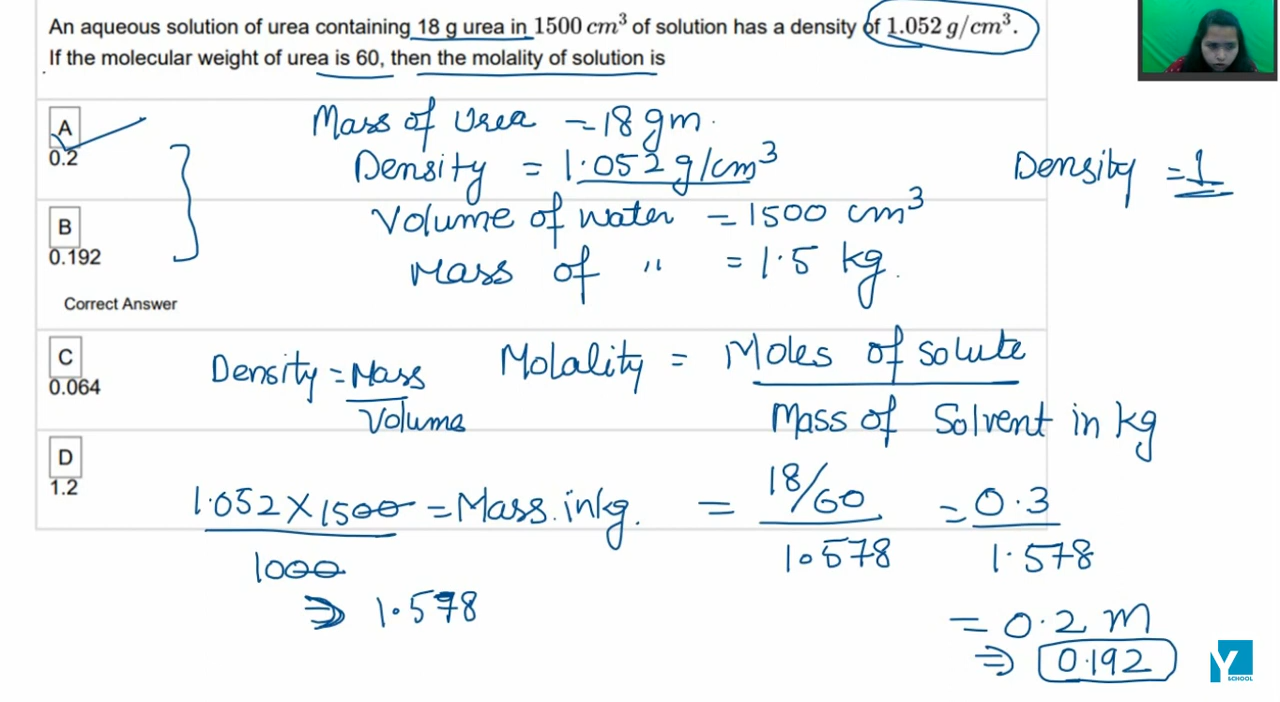 An aqueous solution of urea containing 18 g urea in 1500 cm³ of solution has a density of 1.052 g/cm³.
If the molecular weight of urea is 60, then the molality of solution is
A
0.2
B
0.192
Correct Answer
C
0.064
D
1.2
Mass of Urea = 18 gm.
Density = 1.052 g/cm³
Volume of water = 1500 cm³
Mass of " = 1.5 kg.
Density = 1
Density = Mass / Volume
Molality = Moles of solute / Mass of Solvent in kg
1.052 × 1500 / 1000 = Mass in kg.
⇒ 1.578
= 18/60 / 1.578 = 0.3 / 1.578
= 0.2 m
⇒ 0.192
Y
SCHOOL